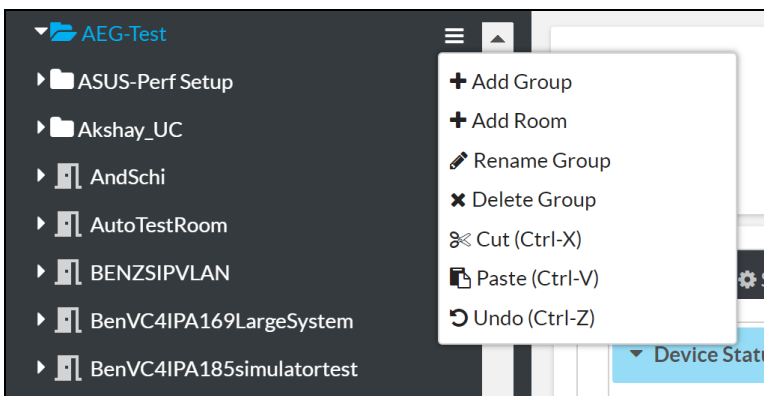 AEG-Test
ASUS-Perf Setup
Akshay_UC
AndSchi
AutoTestRoom
BENZSIPVLAN
BenVC4IPA169LargeSystem
BenVC4IPA185simulatortest
Add Group
Add Room
Rename Group
Delete Group
Cut (Ctrl-X)
Paste (Ctrl-V)
Undo (Ctrl-Z)
Device Statu